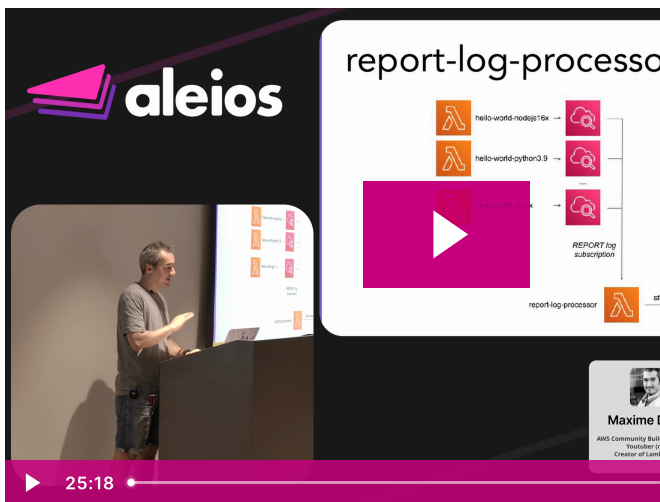 aleios
report-log-processo
hello-world-nodejs16x
hello-world-python3.9
...
REPORT log
subscription
report-log-processor
st
Maxime D
AWS Community Buil
Youtuber (
Creator of Lam
25:18